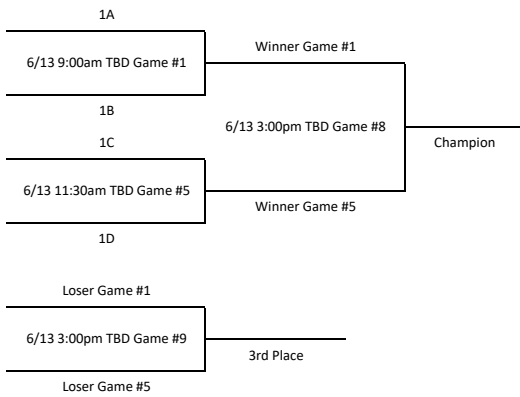 1A
6/13 9:00am TBD Game #1
Winner Game #1
1B
6/13 3:00pm TBD Game #8
1C
Champion
6/13 11:30am TBD Game #5
Winner Game #5
1D
Loser Game #1
6/13 3:00pm TBD Game #9
3rd Place
Loser Game #5